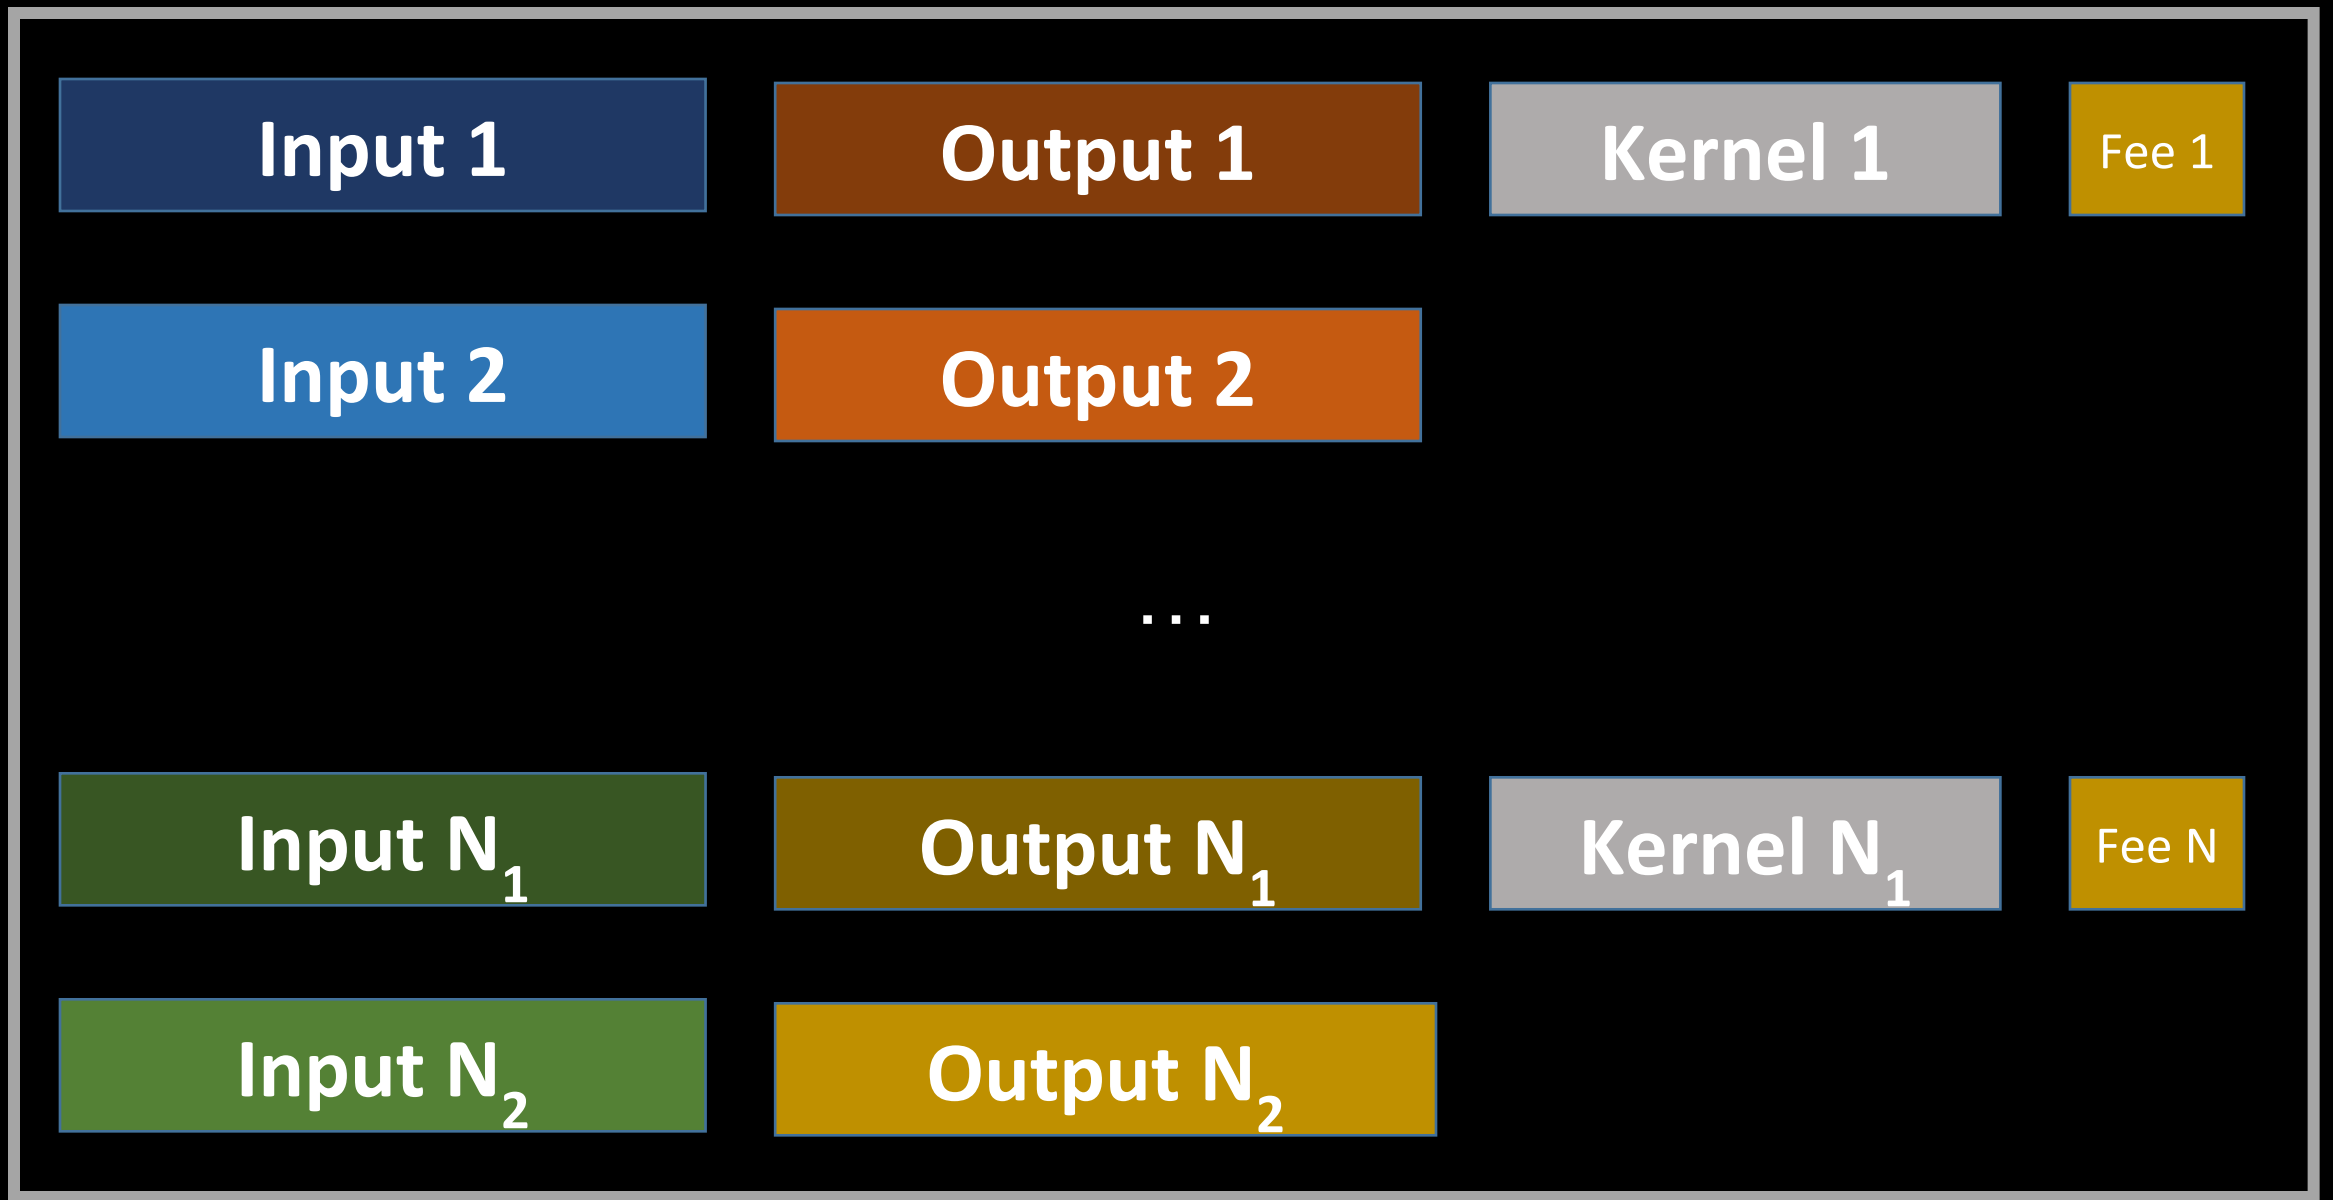 Input 1 Output 1 Kernel 1 Fee 1
Input 2 Output 2
...
Input N₁ Output N₁ Kernel N₁ Fee N
Input N₂ Output N₂